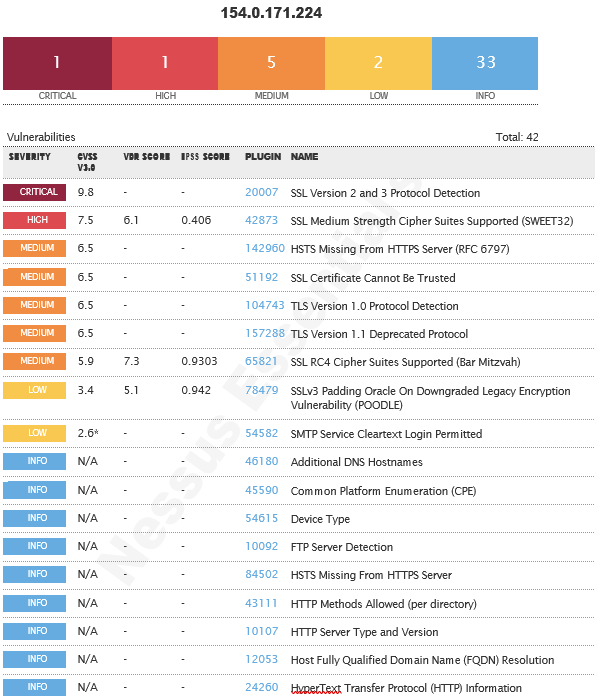 154.0.171.224
1 1 5 2 33
CRITICAL HIGH MEDIUM LOW INFO
Vulnerabilities Total: 42
SEVERITY CVSS V3.0 VPR SCORE EPSS SCORE PLUGIN NAME
CRITICAL 9.8 - - 20007 SSL Version 2 and 3 Protocol Detection
HIGH 7.5 6.1 0.406 42873 SSL Medium Strength Cipher Suites Supported (SWEET32)
MEDIUM 6.5 - - 142960 HSTS Missing From HTTPS Server (RFC 6797)
MEDIUM 6.5 - - 51192 SSL Certificate Cannot Be Trusted
MEDIUM 6.5 - - 104743 TLS Version 1.0 Protocol Detection
MEDIUM 6.5 - - 157288 TLS Version 1.1 Deprecated Protocol
MEDIUM 5.9 7.3 0.9303 65821 SSL RC4 Cipher Suites Supported (Bar Mitzvah)
LOW 3.4 5.1 0.942 78479 SSLv3 Padding Oracle On Downgraded Legacy Encryption
Vulnerability (POODLE)
LOW 2.6* - - 54582 SMTP Service Cleartext Login Permitted
INFO N/A - - 46180 Additional DNS Hostnames
INFO N/A - - 45590 Common Platform Enumeration (CPE)
INFO N/A - - 54615 Device Type
INFO N/A - - 10092 FTP Server Detection
INFO N/A - - 84502 HSTS Missing From HTTPS Server
INFO N/A - - 43111 HTTP Methods Allowed (per directory)
INFO N/A - - 10107 HTTP Server Type and Version
INFO N/A - - 12053 Host Fully Qualified Domain Name (FQDN) Resolution
INFO N/A - - 24260 HyperText Transfer Protocol (HTTP) Information
Nessus Essentials